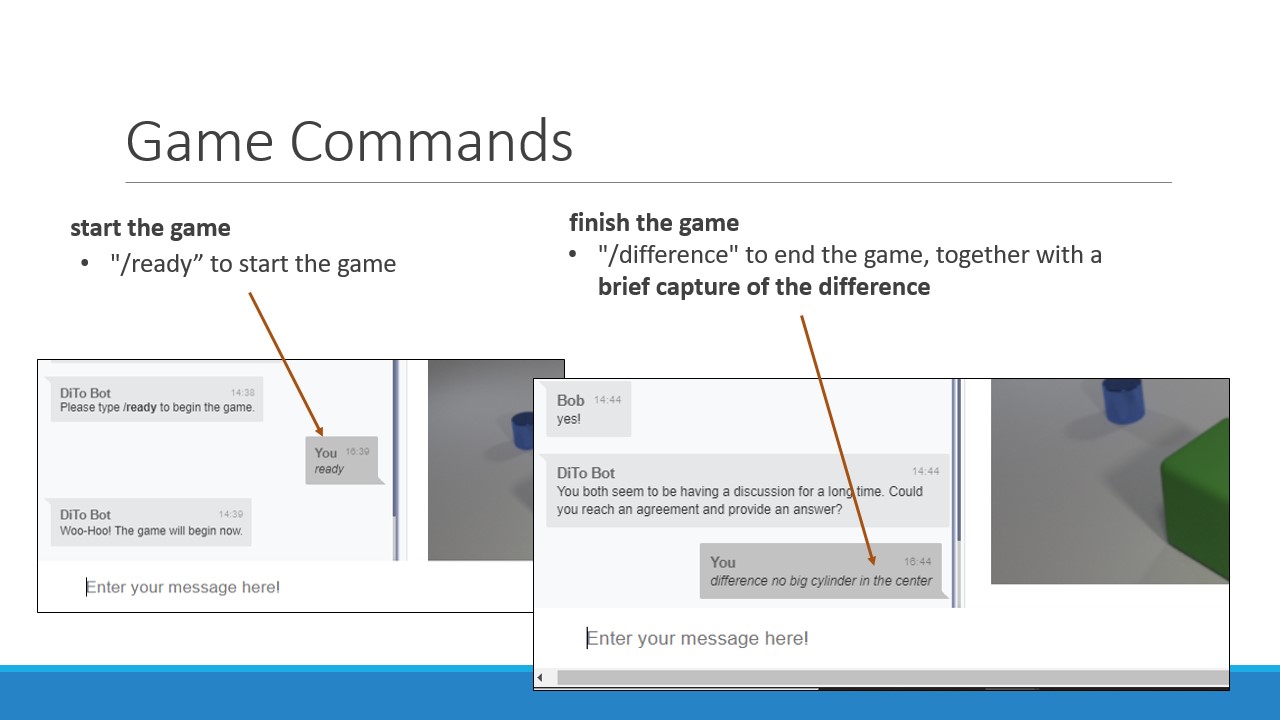 Game Commands
start the game
• "/ready” to start the game
finish the game
• "/difference" to end the game, together with a
brief capture of the difference
DiTo Bot 14:38
Please type /ready to begin the game.
You 16:39
ready
DiTo Bot 14:39
Woo-Hoo! The game will begin now.
Enter your message here!
Bob 14:44
yes!
DiTo Bot 14:44
You both seem to be having a discussion for a long time. Could
you reach an agreement and provide an answer?
You 16:44
difference no big cylinder in the center
Enter your message here!